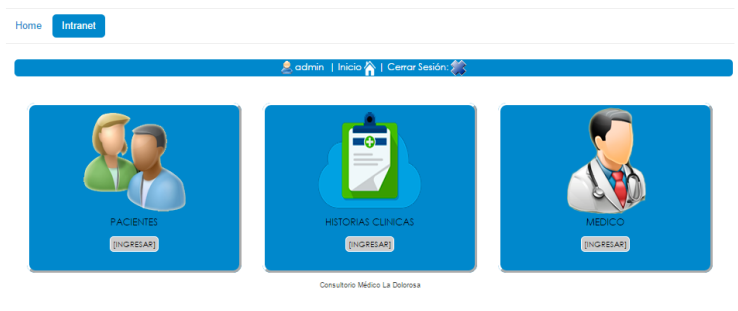 Home Intranet
admin | Inicio | Cerrar Sesión:
PACIENTES HISTORIAS CLINICAS MEDICO
[INGRESAR] [INGRESAR] [INGRESAR]
Consultorio Médico La Dolorosa